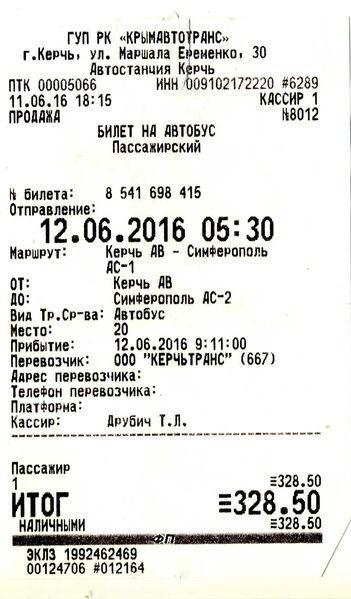 ГУП РК «КРЫМАВТОТРАНС»
г.Керчь, ул. Маршала Еременко, 30
Автостанция Керчь
ПТК 00005066 ИНН 009102172220 #6289
11.06.16 18:15 КАССИР 1
ПРОДАЖА №8012
БИЛЕТ НА АВТОБУС
Пассажирский
№ билета: 8 541 698 415
Отправление:
12.06.2016 05:30
Маршрут: Керчь АВ - Симферополь
АС-1
ОТ: Керчь АВ
ДО: Симферополь АС-2
Вид Тр.Ср-ва: Автобус
Место: 20
Прибытие: 12.06.2016 9:11:00
Перевозчик: ООО "КЕРЧЬТРАНС" (667)
Адрес перевозчика:
Телефон перевозчика:
Платформа:
Кассир: Друбич Т.Л.
Пассажир
1 ≡328.50
ИТОГ ≡328.50
НАЛИЧНЫМИ ≡328.50
ФП
ЭКЛЗ 1992462469
00124706 #012164